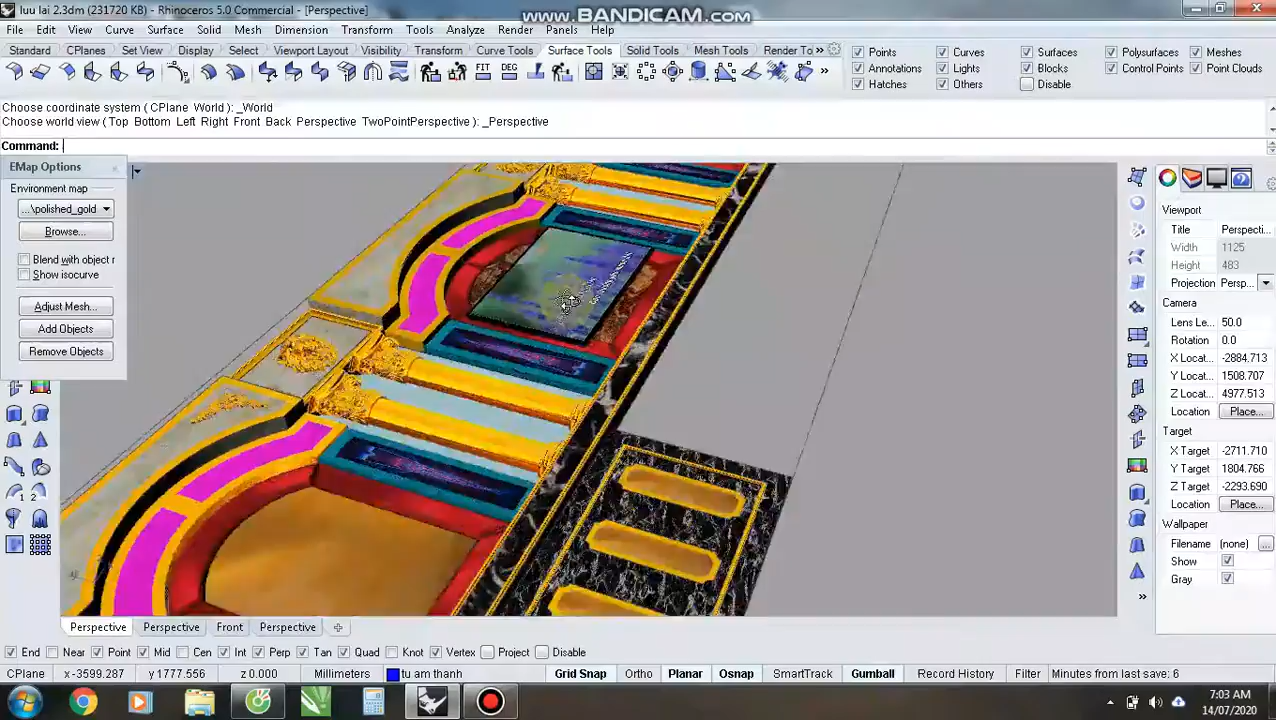 www.BANDICAM.com
luu lai 2.3dm (231720 KB) - Rhinoceros 5.0 Commercial - [Perspective]
File Edit View Curve Surface Solid Mesh Dimension Transform Tools Analyze Render Panels Help
Standard CPlanes Set View Display Select Viewport Layout Visibility Transform Curve Tools Surface Tools Solid Tools Mesh Tools Render To »
Points Curves Surfaces Polysurfaces Meshes
Annotations Lights Blocks Control Points Point Clouds
Hatches Others Disable
FIT DEG
Choose coordinate system ( CPlane World ): _World
Choose world view ( Top Bottom Left Right Front Back Perspective TwoPointPerspective ): _Perspective
Command:
EMap Options
Environment map
...\polished_gold
Browse...
Blend with object r
Show isocurve
Adjust Mesh...
Add Objects
Remove Objects
Viewport
Title Perspecti...
Width 1125
Height 483
Projection Persp...
Camera
Lens Le... 50.0
Rotation 0.0
X Locat... -2884.713
Y Locat... 1508.707
Z Locat... 4977.513
Location Place...
Target
X Target -2711.710
Y Target 1804.766
Z Target -2293.690
Location Place...
Wallpaper
Filename (none) ...
Show
Gray
Perspective Perspective Front Perspective
End Near Point Mid Cen Int Perp Tan Quad Knot Vertex Project Disable
CPlane x -3599.287 y 1777.556 z 0.000 Millimeters tu am thanh Grid Snap Ortho Planar Osnap SmartTrack Gumball Record History Filter Minutes from last save: 6
7:03 AM
14/07/2020